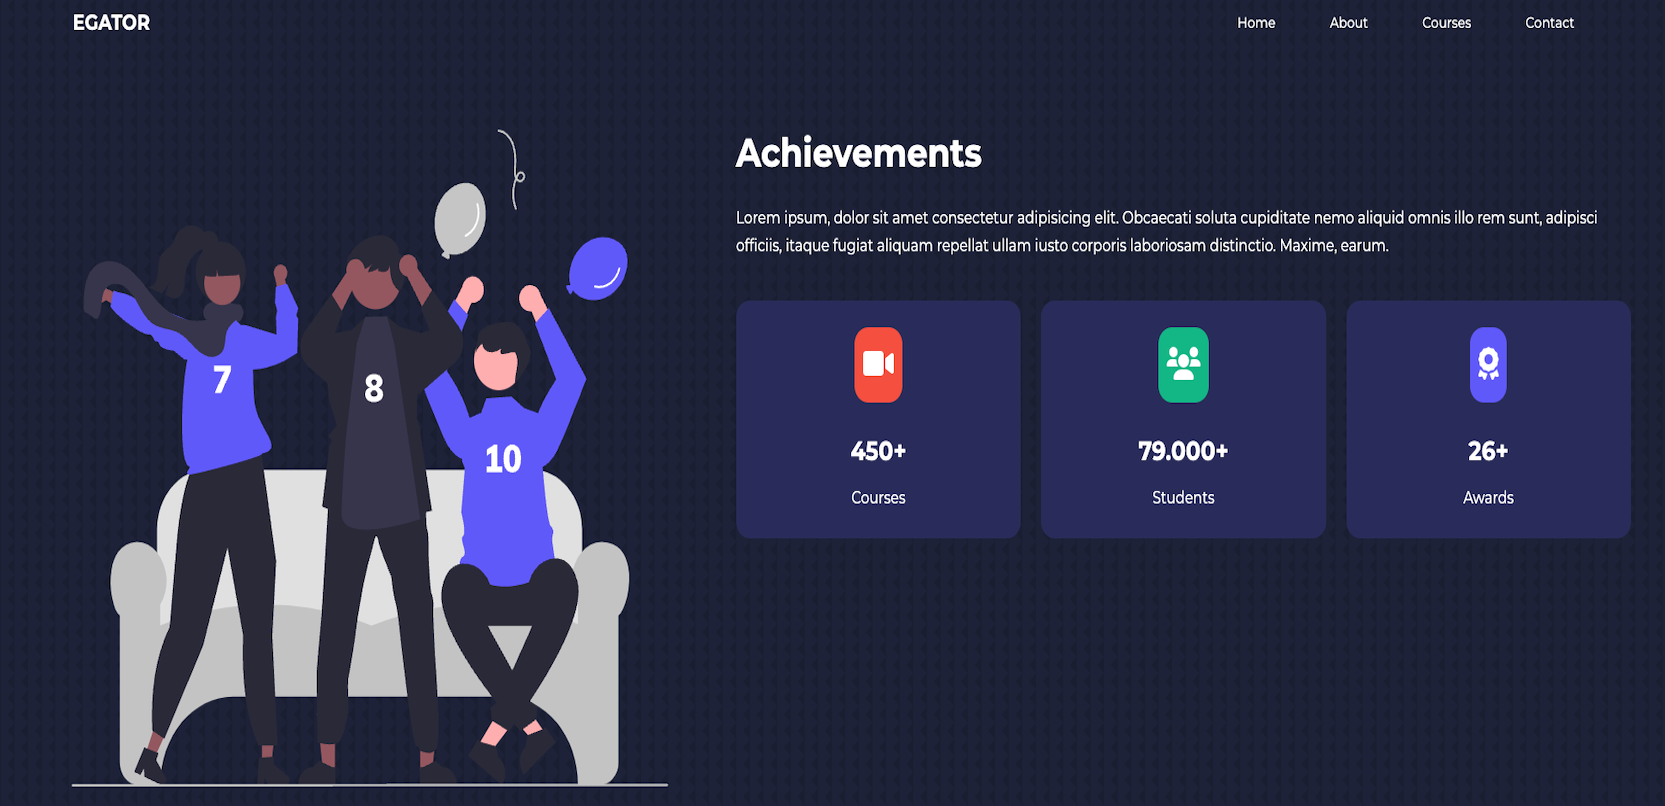 EGATOR
Home About Courses Contact
Achievements
Lorem ipsum, dolor sit amet consectetur adipisicing elit. Obcaecati soluta cupiditate nemo aliquid omnis illo rem sunt, adipisci
officiis, itaque fugiat aliquam repellat ullam iusto corporis laboriosam distinctio. Maxime, earum.
7
8
10
450+
Courses
79.000+
Students
26+
Awards